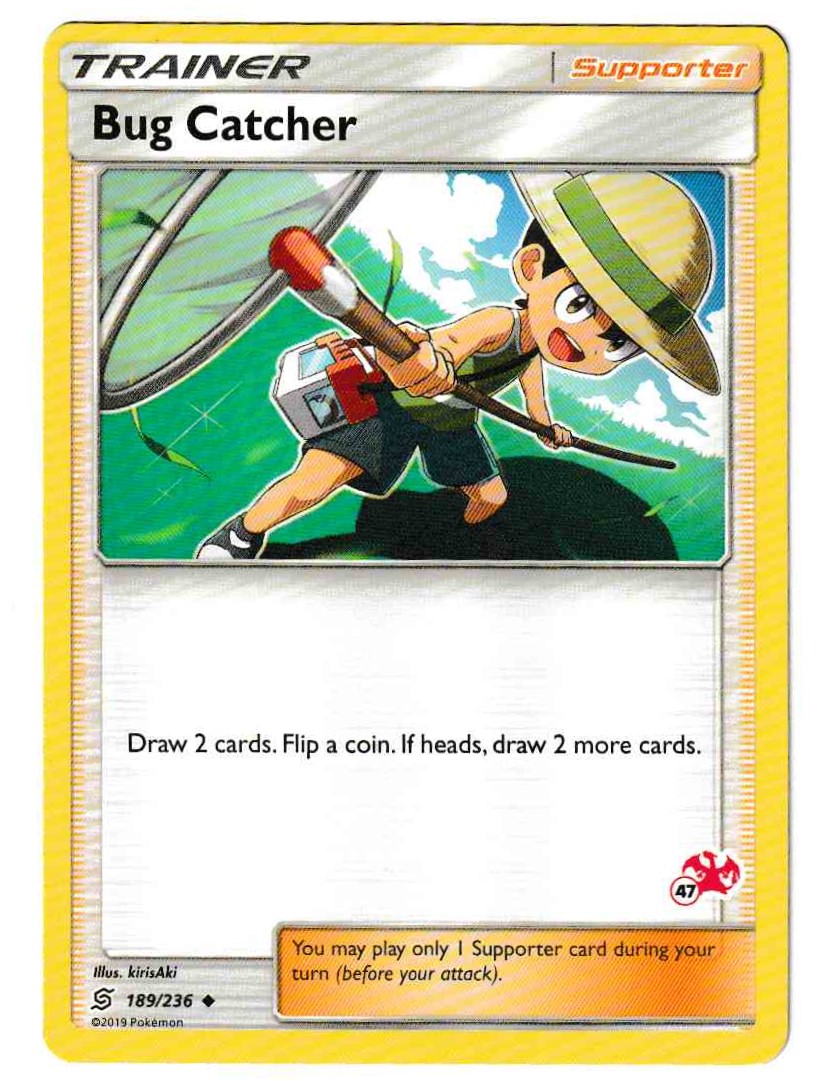 TRAINER
Supporter
Bug Catcher
Draw 2 cards. Flip a coin. If heads, draw 2 more cards.
47
You may play only 1 Supporter card during your
turn (before your attack).
Illus. kirisAki
189/236 ◆
©2019 Pokémon